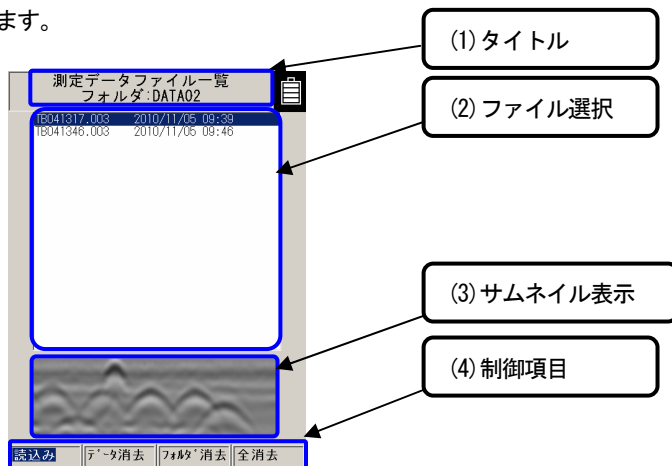 ます。
(1)タイトル
測定データファイル一覧
フォルダ:DATA02
(2)ファイル選択
TB041317.003 2010/11/05 09:39
TB041346.003 2010/11/05 09:46
(3)サムネイル表示
(4)制御項目
読込み ﾃﾞｰﾀ消去 ﾌｫﾙﾀﾞ消去 全消去